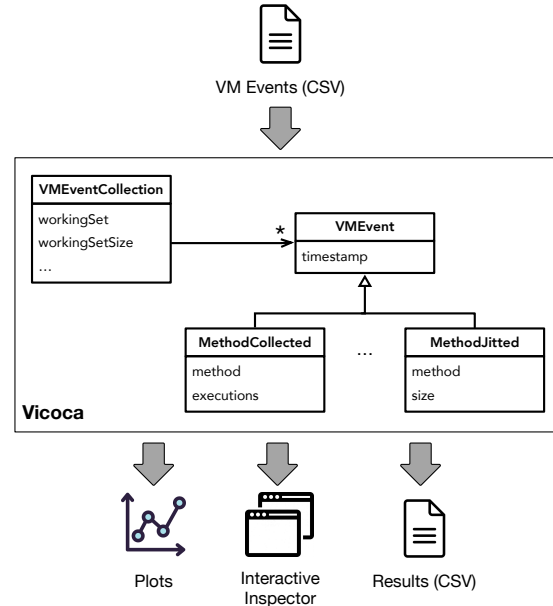 VM Events (CSV)
VMEventCollection
workingSet
workingSetSize
...
*
VMEvent
timestamp
MethodCollected
method
executions
...
MethodJitted
method
size
Vicoca
Plots
Interactive
Inspector
Results (CSV)